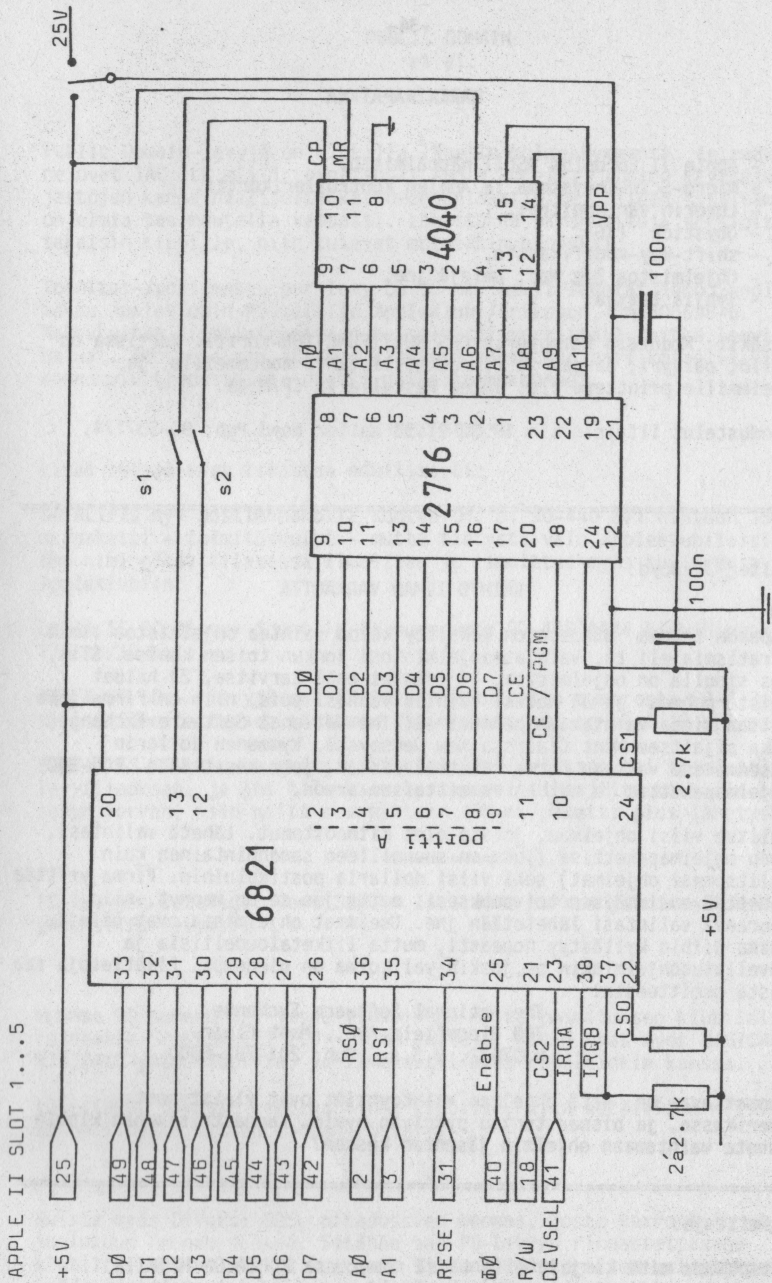 APPLE II SLOT 1...5
+5V 25
DØ 49
D1 48
D2 47
D3 46
D4 45
D5 44
D6 43
D7 42
AØ 2
A1 3
RESET 31
ΦØ 40
R/W 18
DEVSELL 41
20
33
32
31
30
29
28
27
26
RSØ 36
RS1 35
34
Enable 25
21
CS2 23
IRQA 38
IRQB 37
CSØ 22
6821
13
12
2
3
4
5
6
7
8
9
11
10
CS1 24
2.7k
+5V
2a2.7k
s1
s2
DØ 9
D1 10
D2 11
D3 13
D4 14
D5 15
D6 16
D7 17
CE/PGM 20
18
24
12
2716
8 AØ 9
7 A1 7
6 A2 6
5 A3 5
4 A4 3
3 A5 2
2 A6 4
1 A7 13
23 A8 12
22 A9 14
19 A10 15
21 VPP
4040
10 CP
11 MR
8
16
1
100n
100n
25V